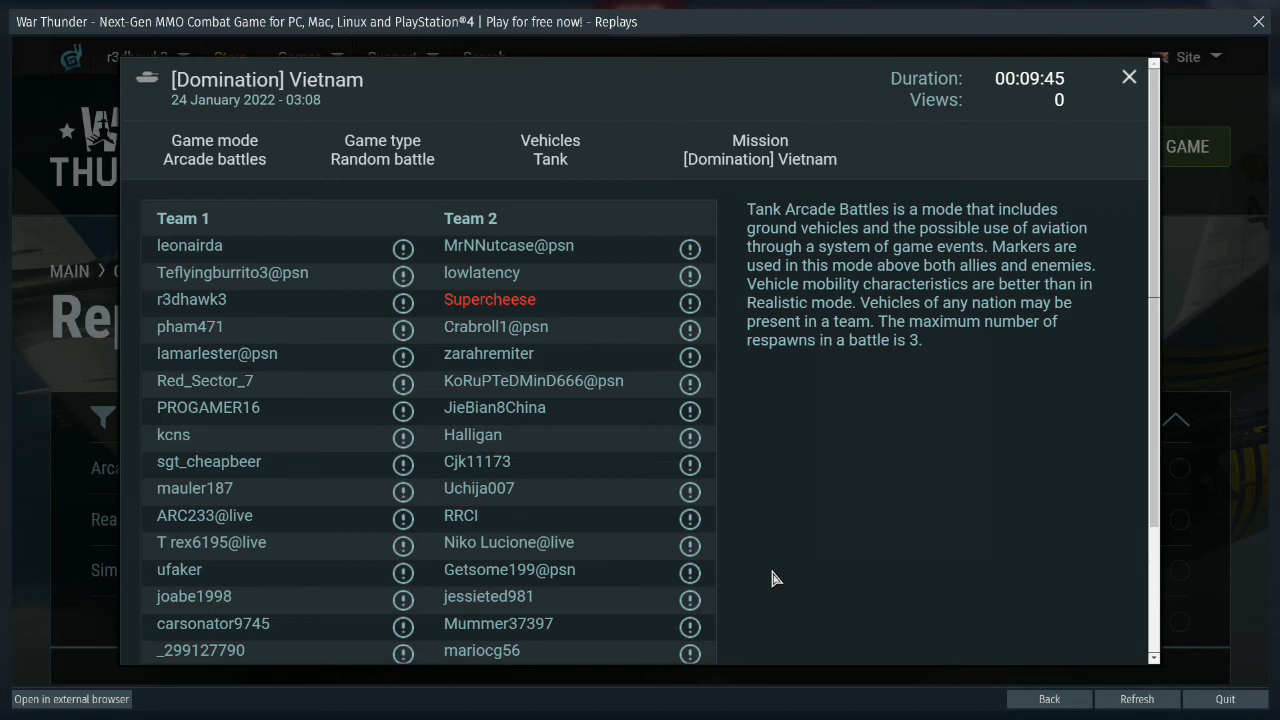 War Thunder - Next-Gen MMO Combat Game for PC, Mac, Linux and PlayStation®4 | Play for free now! - Replays
Site
[Domination] Vietnam
24 January 2022 - 03:08
Duration: 00:09:45
Views: 0
Game mode Game type Vehicles Mission
Arcade battles Random battle Tank [Domination] Vietnam
GAME
MAIN
Team 1 Team 2
leonairda MrNNutcase@psn
Teflyingburrito3@psn lowlatency
r3dhawk3 Supercheese
pham471 Crabroll1@psn
lamarlester@psn zarahremiter
Red_Sector_7 KoRuPTeDMinD666@psn
PROGAMER16 JieBian8China
kcns Halligan
sgt_cheapbeer Cjk11173
mauler187 Uchija007
ARC233@live RRCI
T rex6195@live Niko Lucione@live
ufaker Getsome199@psn
joabe1998 jessieted981
carsonator9745 Mummer37397
_299127790 mariocg56
Tank Arcade Battles is a mode that includes
ground vehicles and the possible use of aviation
through a system of game events. Markers are
used in this mode above both allies and enemies.
Vehicle mobility characteristics are better than in
Realistic mode. Vehicles of any nation may be
present in a team. The maximum number of
respawns in a battle is 3.
Open in external browser
Back Refresh Quit